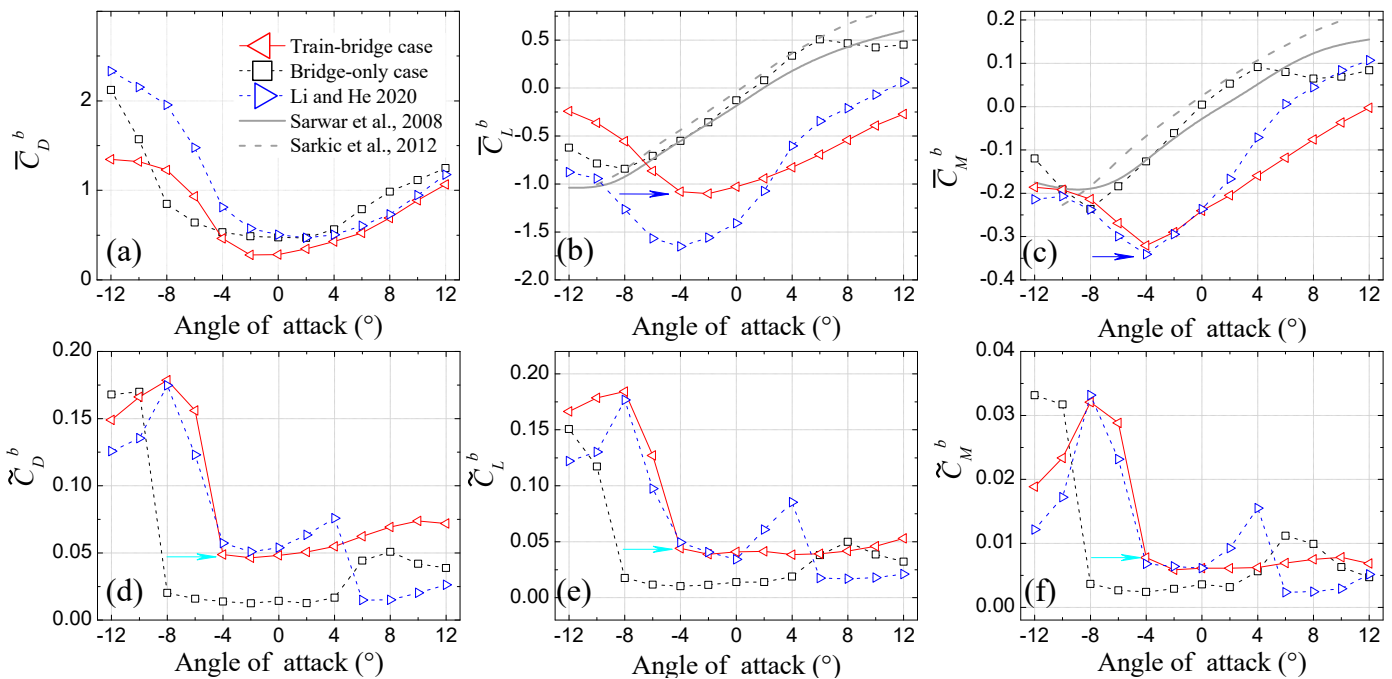 Train-bridge case
Bridge-only case
Li and He 2020
Sarwar et al., 2008
Sarkic et al., 2012
C̅_D^b
2
1
0
(a)
-12 -8 -4 0 4 8 12
Angle of attack (°)
C̅_L^b
0.5
0.0
-0.5
-1.0
-1.5
-2.0
(b)
-12 -8 -4 0 4 8 12
Angle of attack (°)
C̅_M^b
0.2
0.1
0.0
-0.1
-0.2
-0.3
-0.4
(c)
-12 -8 -4 0 4 8 12
Angle of attack (°)
C̃_D^b
0.20
0.15
0.10
0.05
0.00
(d)
-12 -8 -4 0 4 8 12
Angle of attack (°)
C̃_L^b
0.20
0.15
0.10
0.05
0.00
(e)
-12 -8 -4 0 4 8 12
Angle of attack (°)
C̃_M^b
0.04
0.03
0.02
0.01
0.00
(f)
-12 -8 -4 0 4 8 12
Angle of attack (°)